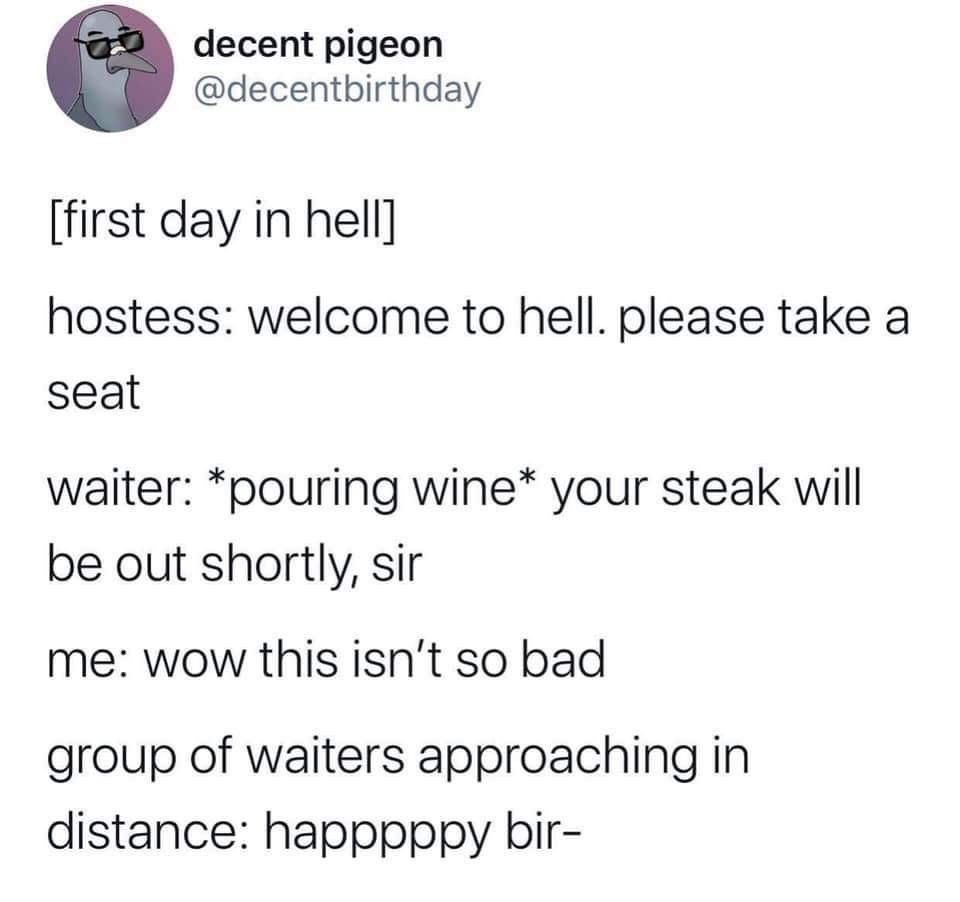 decent pigeon
@decentbirthday
[first day in hell]
hostess: welcome to hell. please take a
seat
waiter: *pouring wine* your steak will
be out shortly, sir
me: wow this isn’t so bad
group of waiters approaching in
distance: happpppy bir-